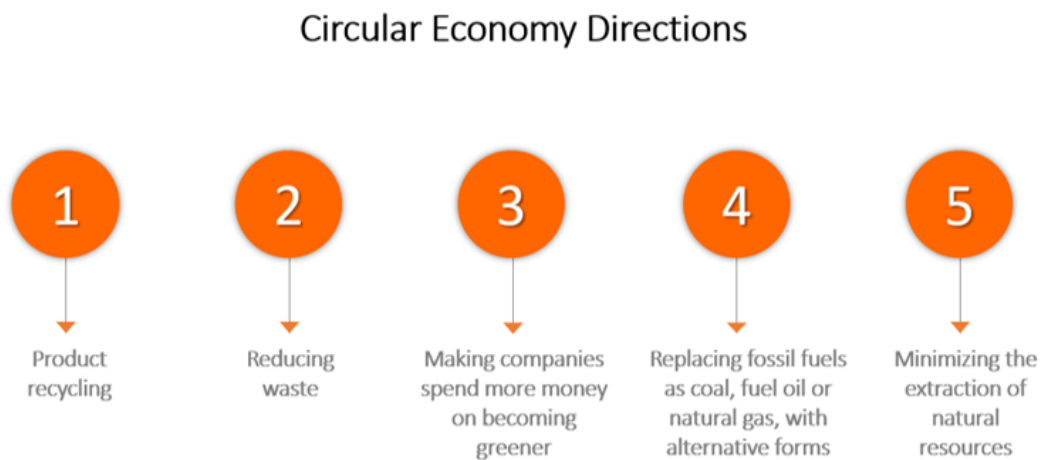 Circular Economy Directions
1
2
3
4
5
Product
recycling
Reducing
waste
Making companies
spend more money
on becoming
greener
Replacing fossil fuels
as coal, fuel oil or
natural gas, with
alternative forms
Minimizing the
extraction of
natural
resources